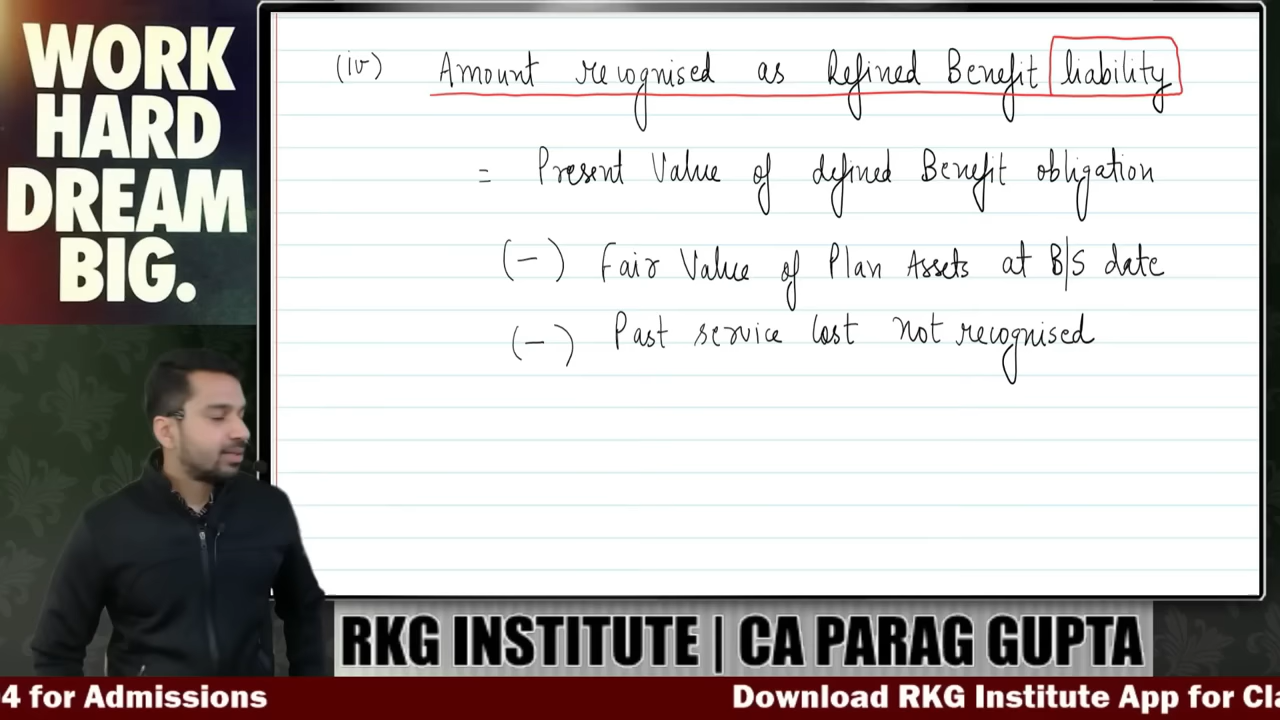 WORK
HARD
DREAM
BIG.
(iv) Amount recognised as Refined Benefit liability
= Present Value of defined Benefit obligation
(-) Fair Value of Plan Assets at B/S date
(-) Past service Cost not recognised
RKG INSTITUTE | CA PARAG GUPTA
4 for Admissions
Download RKG Institute App for Cla